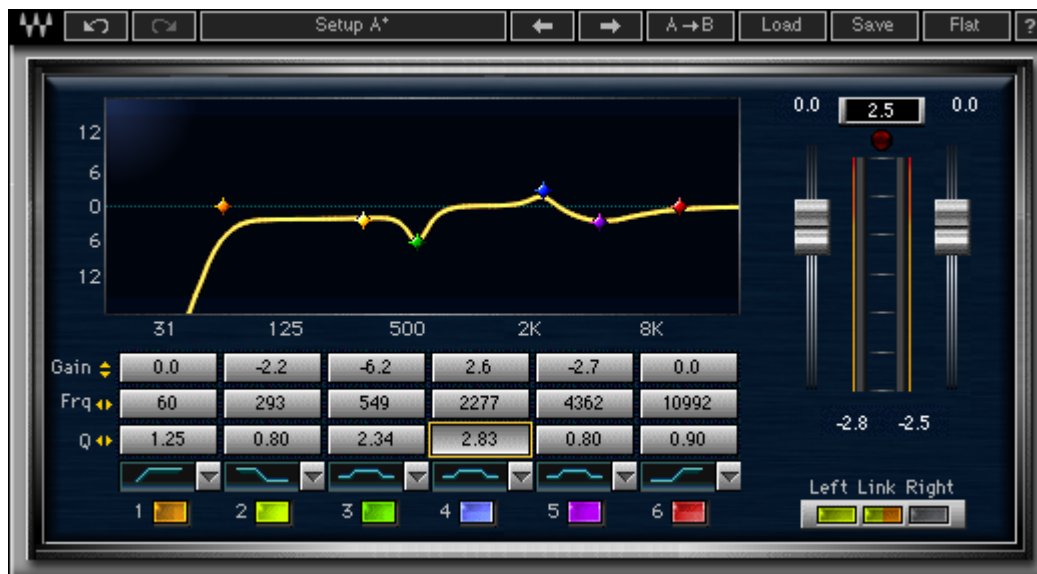 Setup A* A→B Load Save Flat ?
0.0 2.5 0.0
12
6
0
6
12
31 125 500 2K 8K
Gain 0.0 -2.2 -6.2 2.6 -2.7 0.0
Frq 60 293 549 2277 4362 10992
Q 1.25 0.80 2.34 2.83 0.80 0.90
-2.8 -2.5
Left Link Right
1 2 3 4 5 6